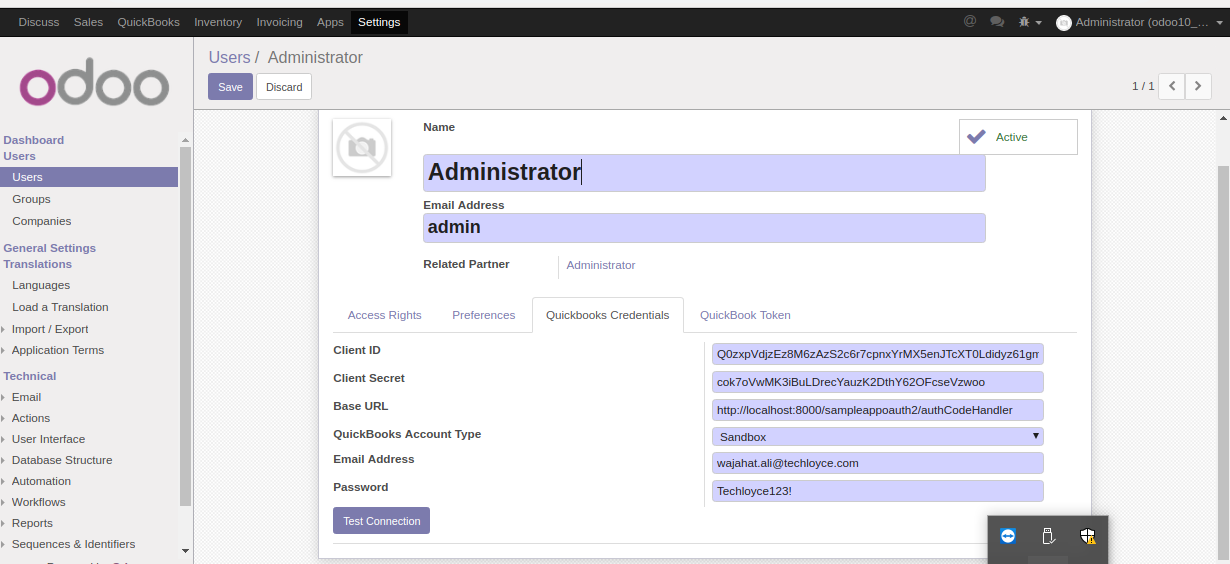 Discuss Sales QuickBooks Inventory Invoicing Apps Settings @ Administrator (odoo10_...
odoo
Users / Administrator
Save Discard
1 / 1
Dashboard
Users
Users
Groups
Companies
General Settings
Translations
Languages
Load a Translation
Import / Export
Application Terms
Technical
Email
Actions
User Interface
Database Structure
Automation
Workflows
Reports
Sequences & Identifiers
Name
Active
Administrator
Email Address
admin
Related Partner Administrator
Access Rights Preferences Quickbooks Credentials QuickBook Token
Client ID Q0zxpVdjzEz8M6zAzS2c6r7cpnxYrMX5enJTcXT0Ldidyz61gm
Client Secret cok7oVwMK3iBuLDrecYauzK2DthY62OFcseVzwoo
Base URL http://localhost:8000/sampleappoauth2/authCodeHandler
QuickBooks Account Type Sandbox
Email Address wajahat.ali@techloyce.com
Password Techloyce123!
Test Connection